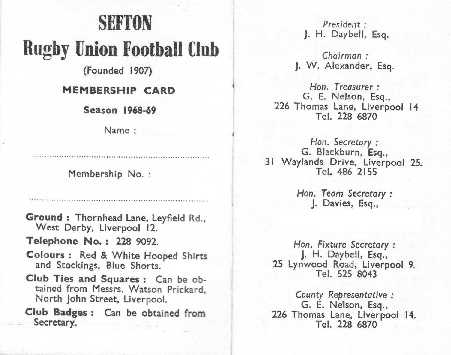 SEFTON
Rugby Union Football Club
(Founded 1907)
MEMBERSHIP CARD
Season 1968-69
Name :
Membership No. :
Ground : Thornhead Lane, Leyfield Rd.,
West Derby, Liverpool 12.
Telephone No. : 228 9092.
Colours : Red & White Hooped Shirts
and Stockings, Blue Shorts.
Club Ties and Squares : Can be ob-
tained from Messrs. Watson Prickard,
North John Street, Liverpool.
Club Badges : Can be obtained from
Secretary.
President :
J. H. Daybell, Esq.
Chairman :
J. W. Alexander, Esq.
Hon. Treasurer :
G. E. Nelson, Esq.,
226 Thomas Lane, Liverpool 14
Tel. 228 6870
Hon. Secretary :
G. Blackburn, Esq.,
31 Waylands Drive, Liverpool 25.
Tel. 486 2155
Hon. Team Secretary :
J. Davies, Esq.,
Hon. Fixture Secretary :
J. H. Daybell, Esq.,
25 Lynwood Road, Liverpool 9.
Tel. 525 8043
County Representative :
G. E. Nelson, Esq.,
226 Thomas Lane, Liverpool 14.
Tel. 228 6870